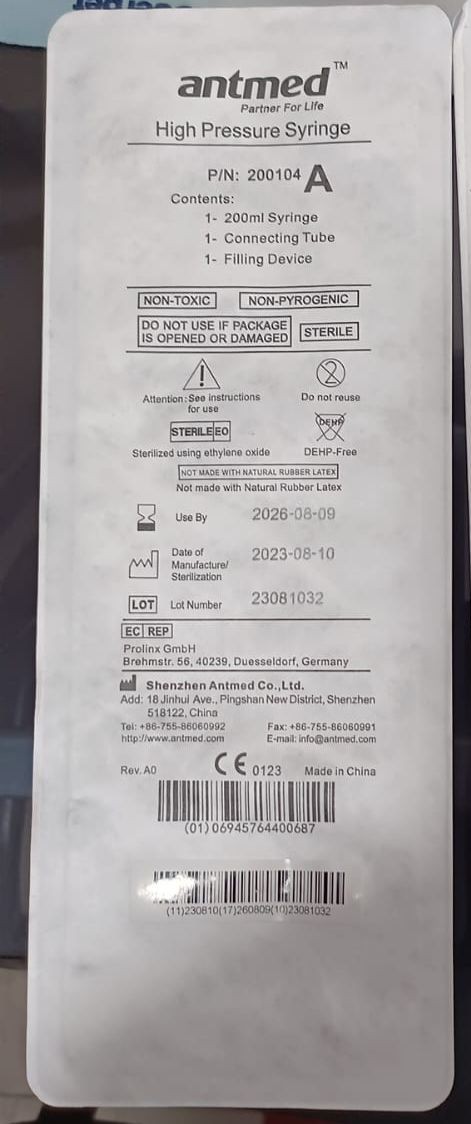 antmed™
Partner For Life
High Pressure Syringe
P/N: 200104 A
Contents:
1- 200ml Syringe
1- Connecting Tube
1- Filling Device
NON-TOXIC NON-PYROGENIC
DO NOT USE IF PACKAGE
IS OPENED OR DAMAGED
STERILE
Attention: See instructions
for use
2
Do not reuse
STERILE EO
Sterilized using ethylene oxide
DEHP
DEHP-Free
NOT MADE WITH NATURAL RUBBER LATEX
Not made with Natural Rubber Latex
Use By 2026-08-09
Date of
Manufacture/
Sterilization
2023-08-10
LOT Lot Number 23081032
EC REP
Prolinx GmbH
Brehmstr. 56, 40239, Duesseldorf, Germany
Shenzhen Antmed Co.,Ltd.
Add: 18 Jinhui Ave., Pingshan New District, Shenzhen
518122, China
Tel: +86-755-86060992 Fax: +86-755-86060991
http://www.antmed.com E-mail: info@antmed.com
Rev. A0 CE 0123 Made in China
(01) 06945764400687
(11)230810(17)260809(10)23081032